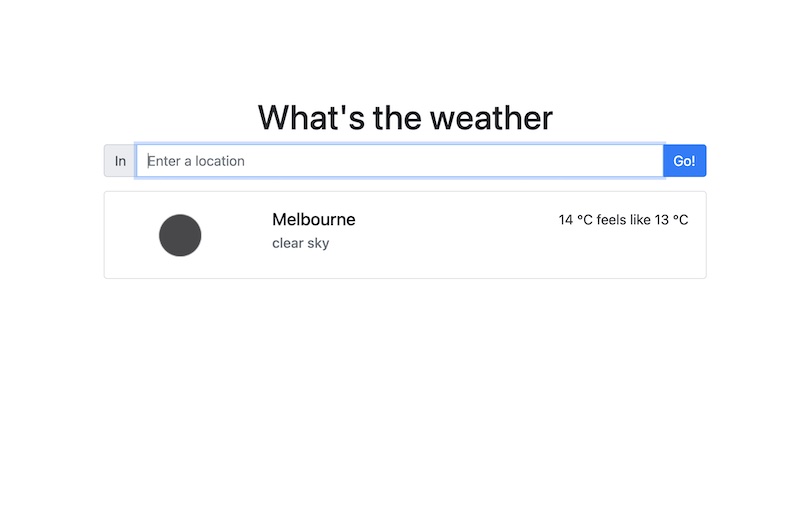 What's the weather
In Enter a location Go!
Melbourne 14 °C feels like 13 °C
clear sky